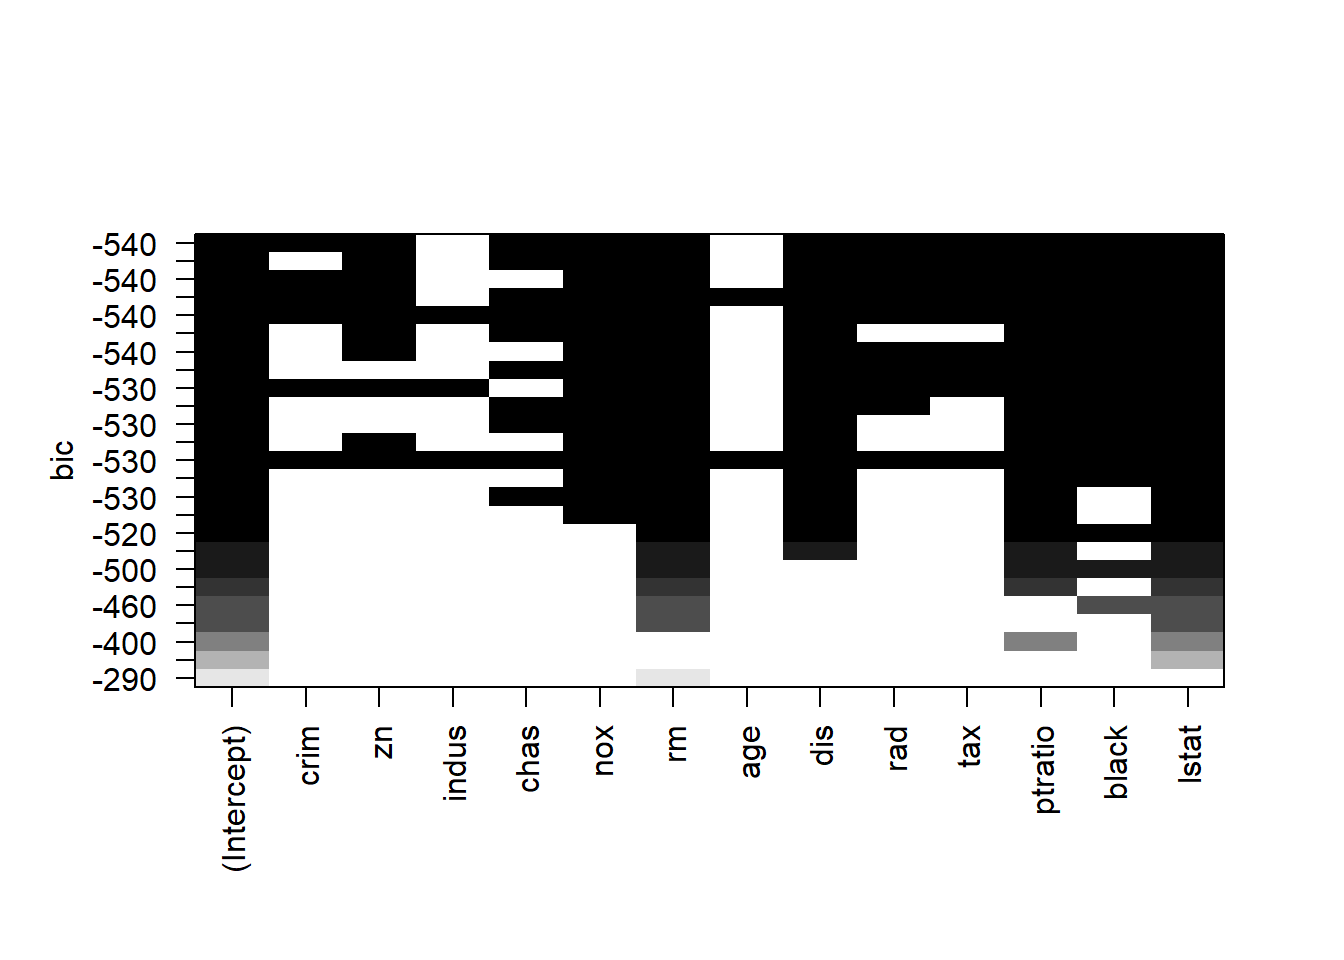 -540
-540
-540
-540
-530
-530
-530
-530
-520
-500
-460
-400
-290
bic
(Intercept)
crim
zn
indus
chas
nox
rm
age
dis
rad
tax
ptratio
black
lstat